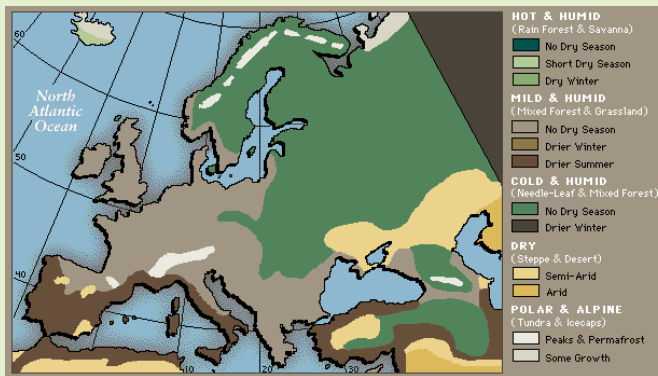 60
50
40
10
20
30
North
Atlantic
Ocean
HOT & HUMID
(Rain Forest & Savanna)
No Dry Season
Short Dry Season
Dry Winter
MILD & HUMID
(Mixed Forest & Grassland)
No Dry Season
Drier Winter
Drier Summer
COLD & HUMID
(Needle-Leaf & Mixed Forest)
No Dry Season
Drier Winter
DRY
(Steppe & Desert)
Semi-Arid
Arid
POLAR & ALPINE
(Tundra & Icecaps)
Peaks & Permafrost
Some Growth